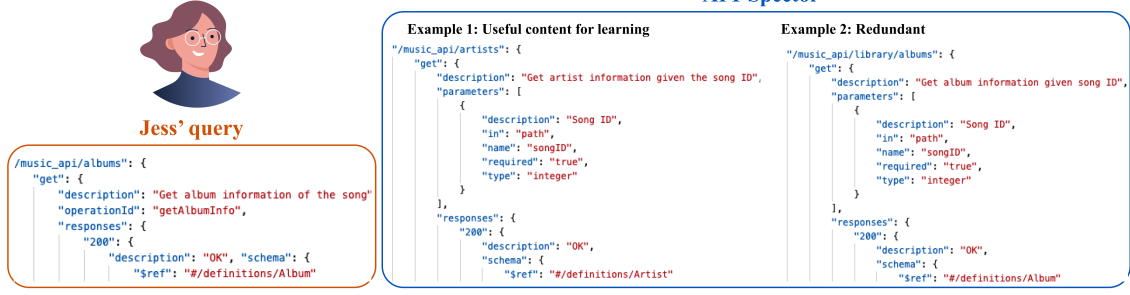 Jess' query
/music_api/albums": {
"get": {
"description": "Get album information of the song"
"operationId": "getAlbumInfo",
"responses": {
"200": {
"description": "OK", "schema": {
"$ref": "#/definitions/Album"
Example 1: Useful content for learning
"/music_api/artists": {
"get": {
"description": "Get artist information given the song ID",
"parameters": [
{
"description": "Song ID",
"in": "path",
"name": "songID",
"required": "true",
"type": "integer"
}
],
"responses": {
"200": {
"description": "OK",
"schema": {
"$ref": "#/definitions/Artist"
Example 2: Redundant
"/music_api/library/albums": {
"get": {
"description": "Get album information given song ID",
"parameters": [
{
"description": "Song ID",
"in": "path",
"name": "songID",
"required": "true",
"type": "integer"
}
],
"responses": {
"200": {
"description": "OK",
"schema": {
"$ref": "#/definitions/Album"